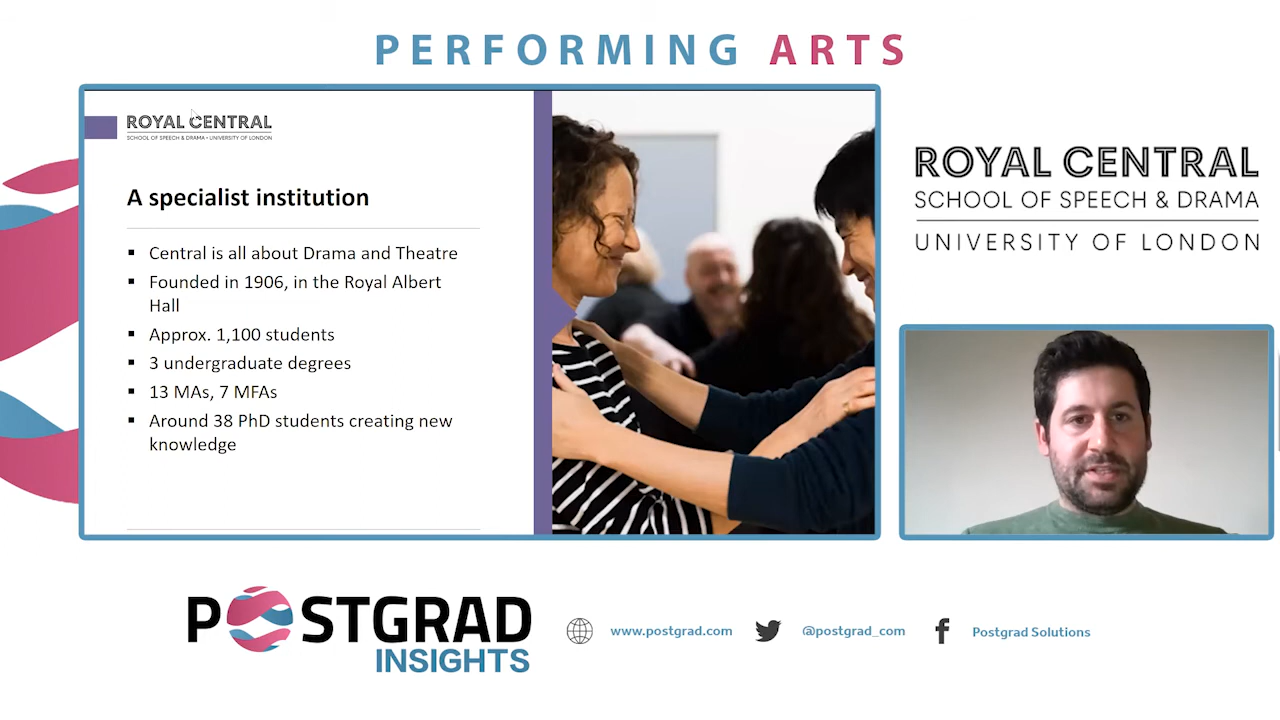 PERFORMING ARTS
ROYAL CENTRAL
SCHOOL OF SPEECH & DRAMA • UNIVERSITY OF LONDON
A specialist institution
▪ Central is all about Drama and Theatre
▪ Founded in 1906, in the Royal Albert
Hall
▪ Approx. 1,100 students
▪ 3 undergraduate degrees
▪ 13 MAs, 7 MFAs
▪ Around 38 PhD students creating new
knowledge
ROYAL CENTRAL
SCHOOL OF SPEECH & DRAMA
UNIVERSITY OF LONDON
POSTGRAD
INSIGHTS
www.postgrad.com
@postgrad_com
Postgrad Solutions